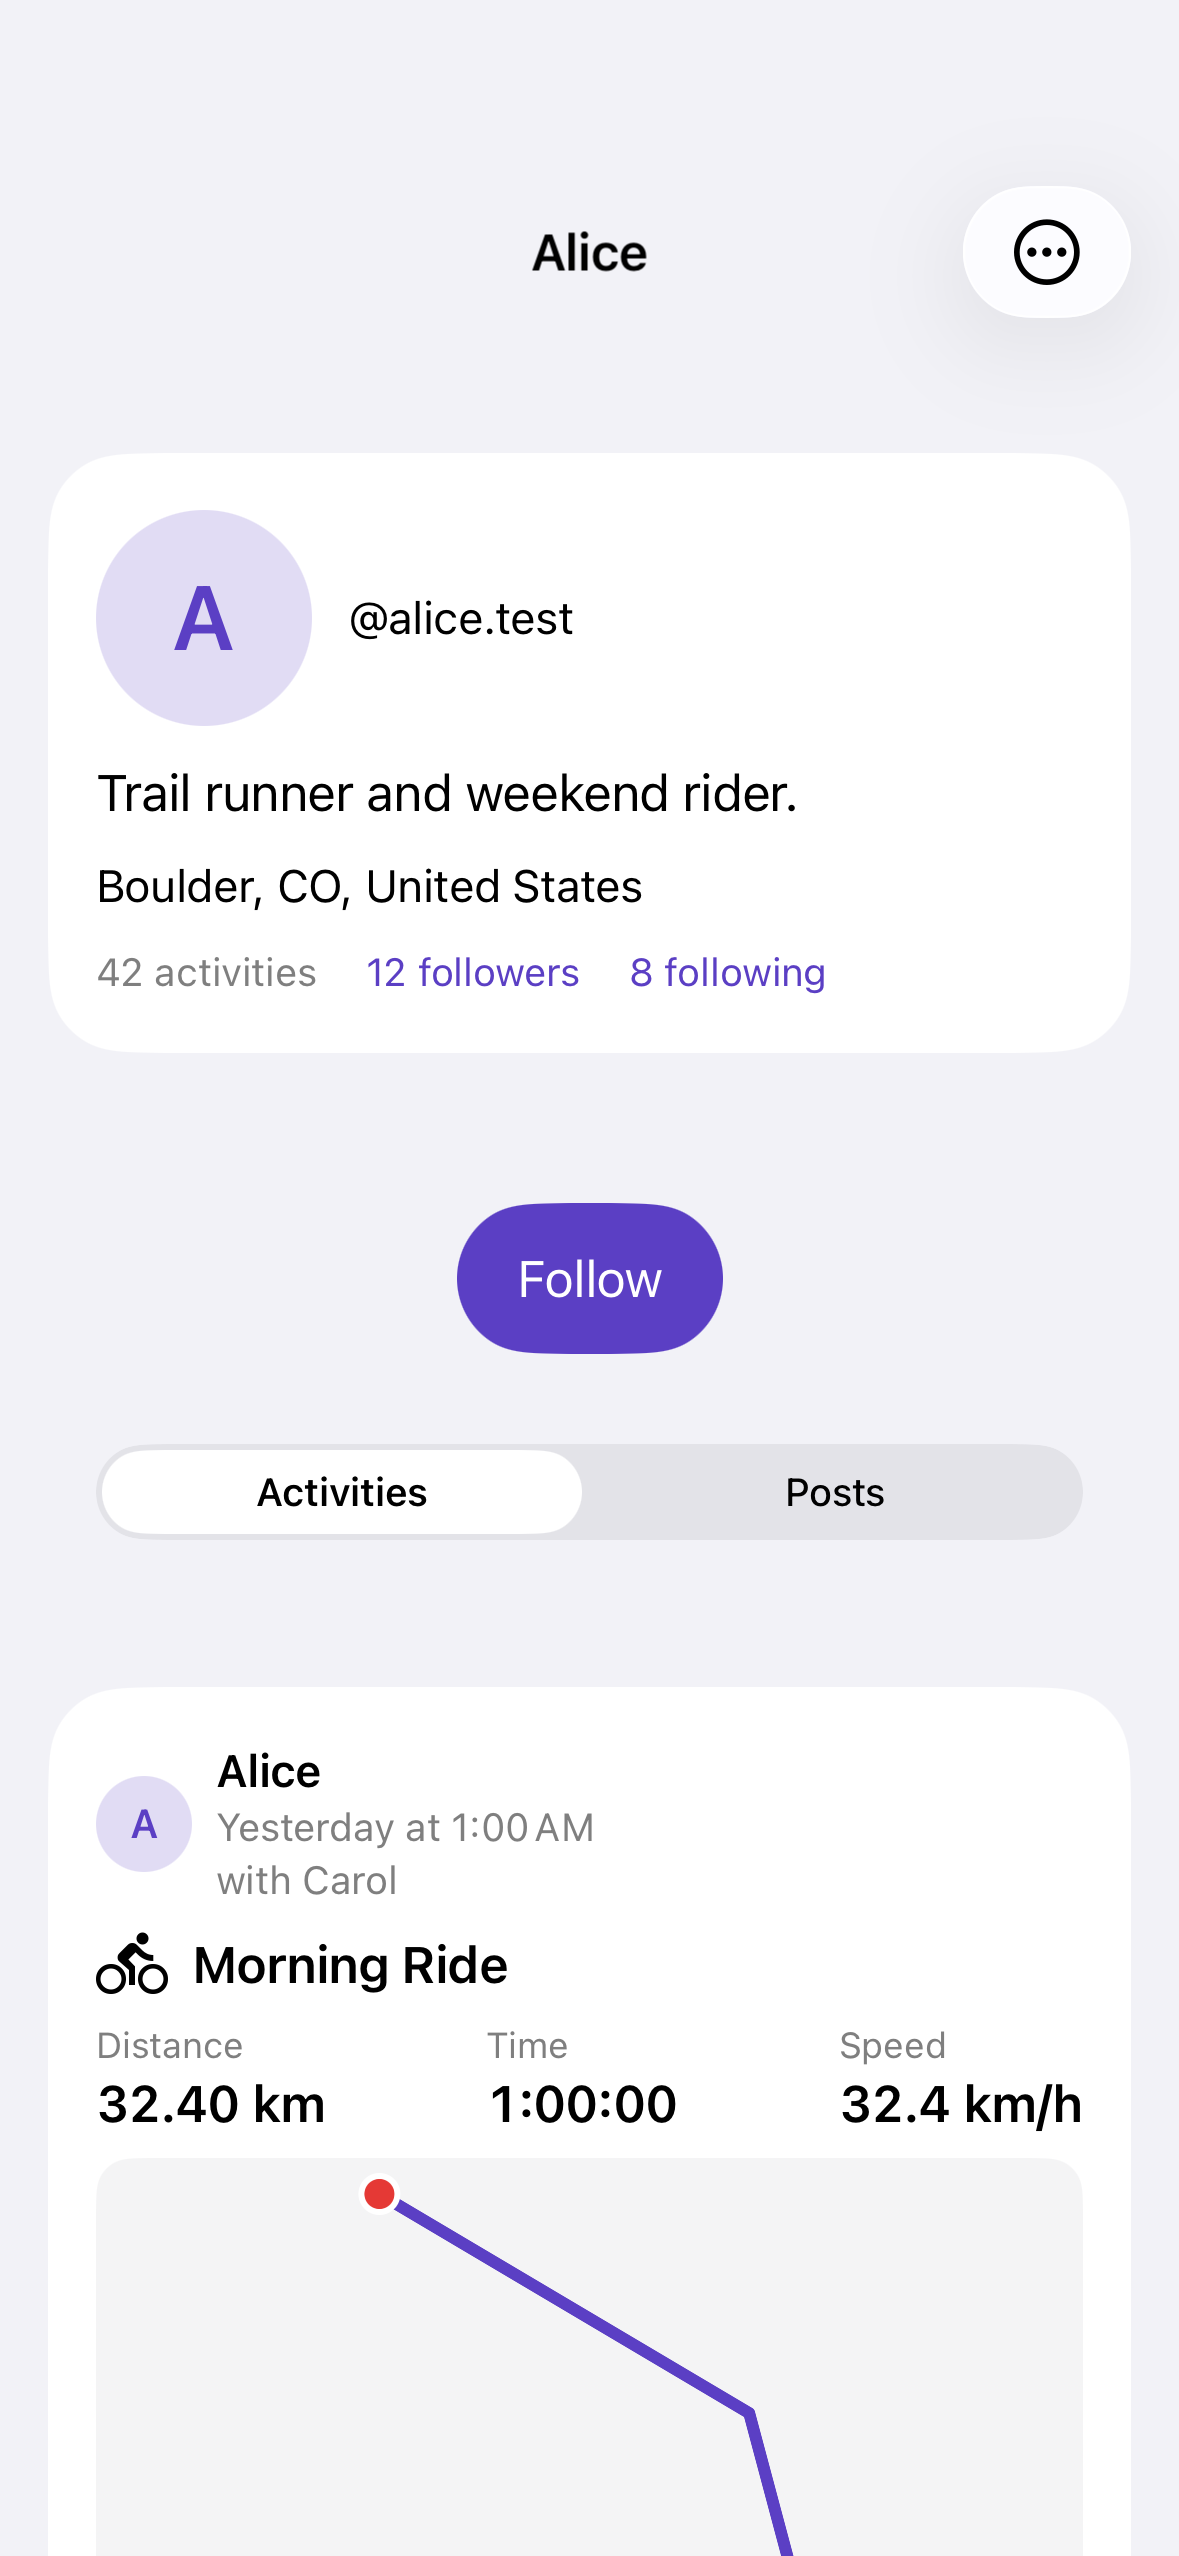 Alice
A
@alice.test
Trail runner and weekend rider.
Boulder, CO, United States
42 activities 12 followers 8 following
Follow
Activities Posts
Alice
A
Yesterday at 1:00 AM
with Carol
Morning Ride
Distance Time Speed
32.40 km 1:00:00 32.4 km/h